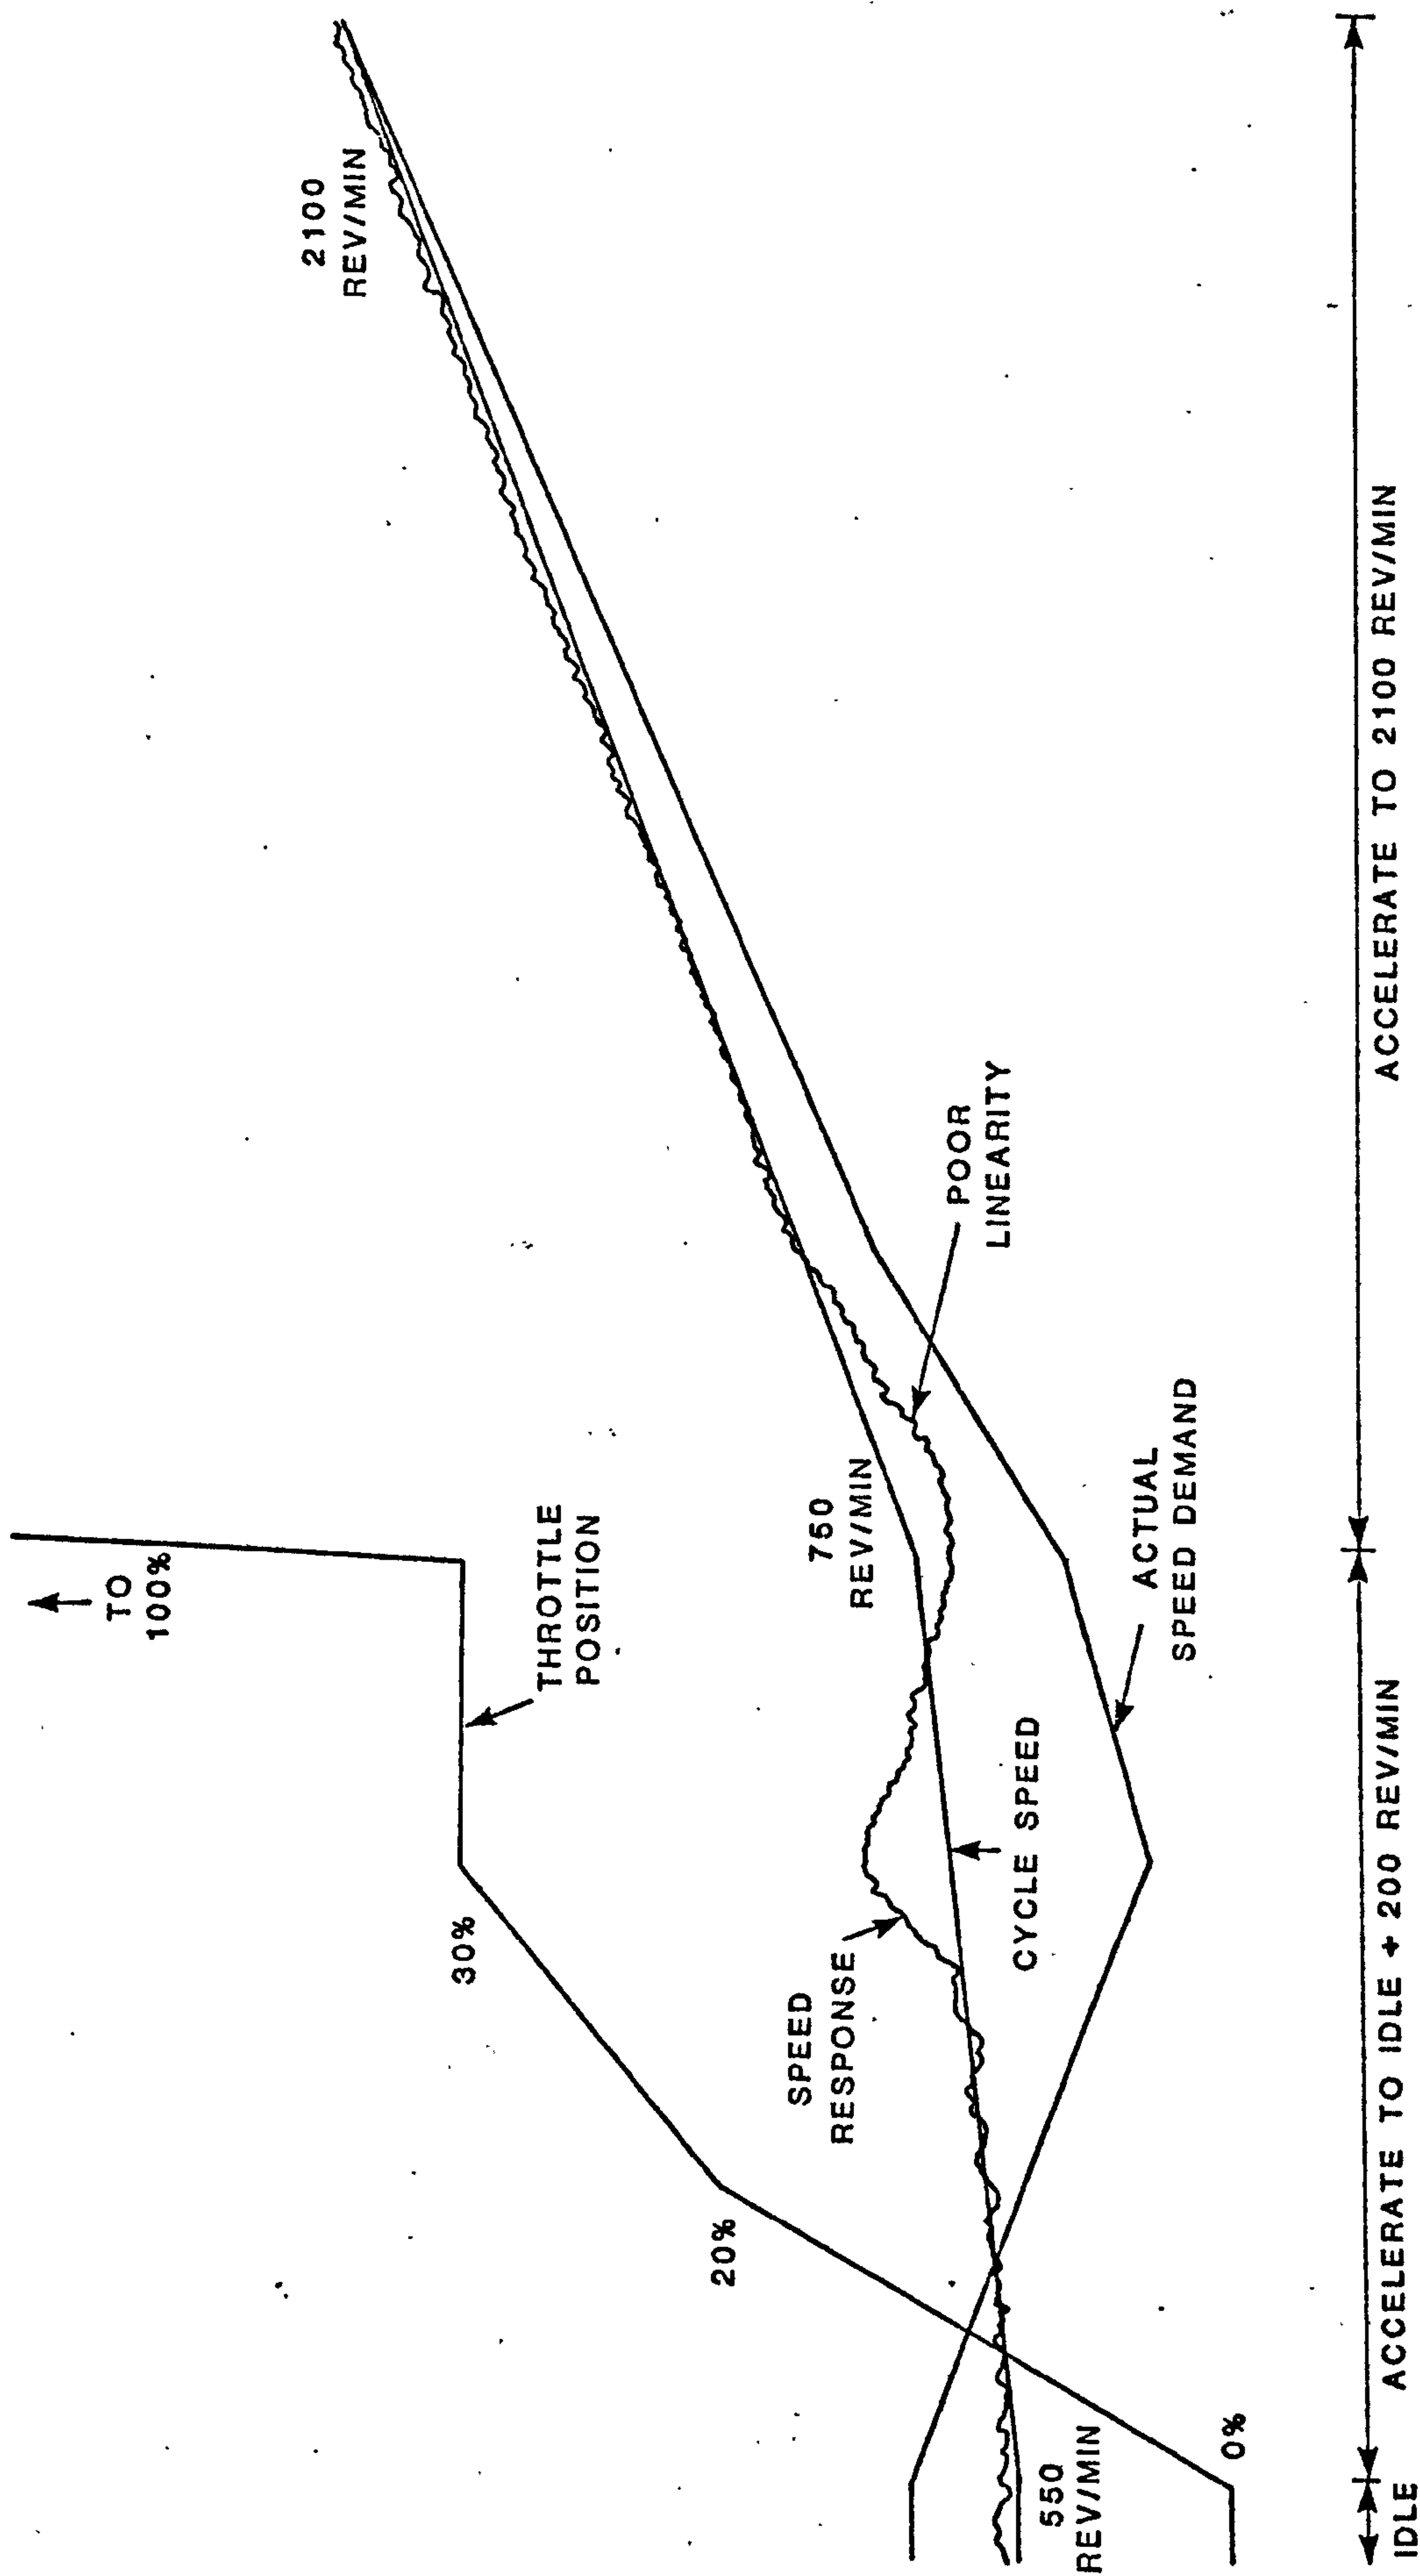 TO
100%
THROTTLE
POSITION
30%
20%
0%
2100
REV/MIN
750
REV/MIN
550
REV/MIN
SPEED
RESPONSE
CYCLE SPEED
POOR
LINEARITY
ACTUAL
SPEED DEMAND
IDLE
ACCELERATE TO IDLE + 200 REV/MIN
ACCELERATE TO 2100 REV/MIN